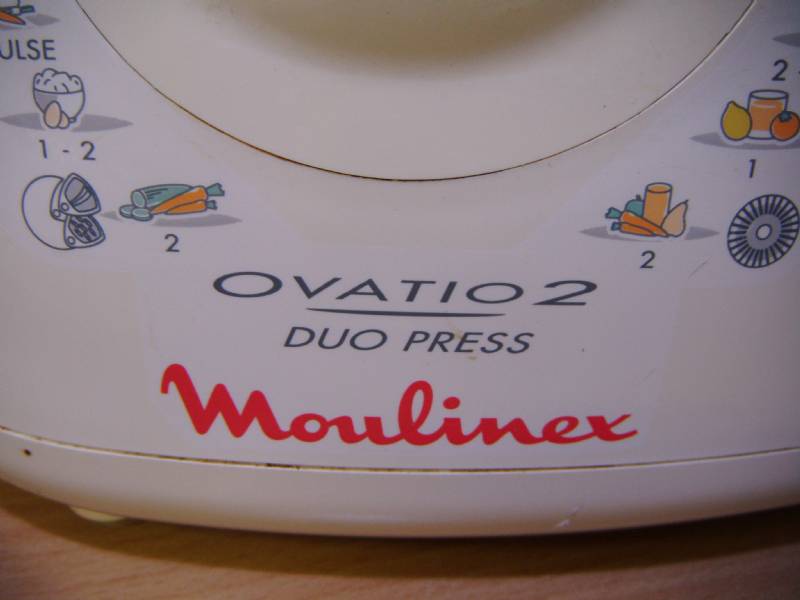 ULSE
2 -
1 - 2
1
2
2
OVATIO 2
DUO PRESS
Moulinex